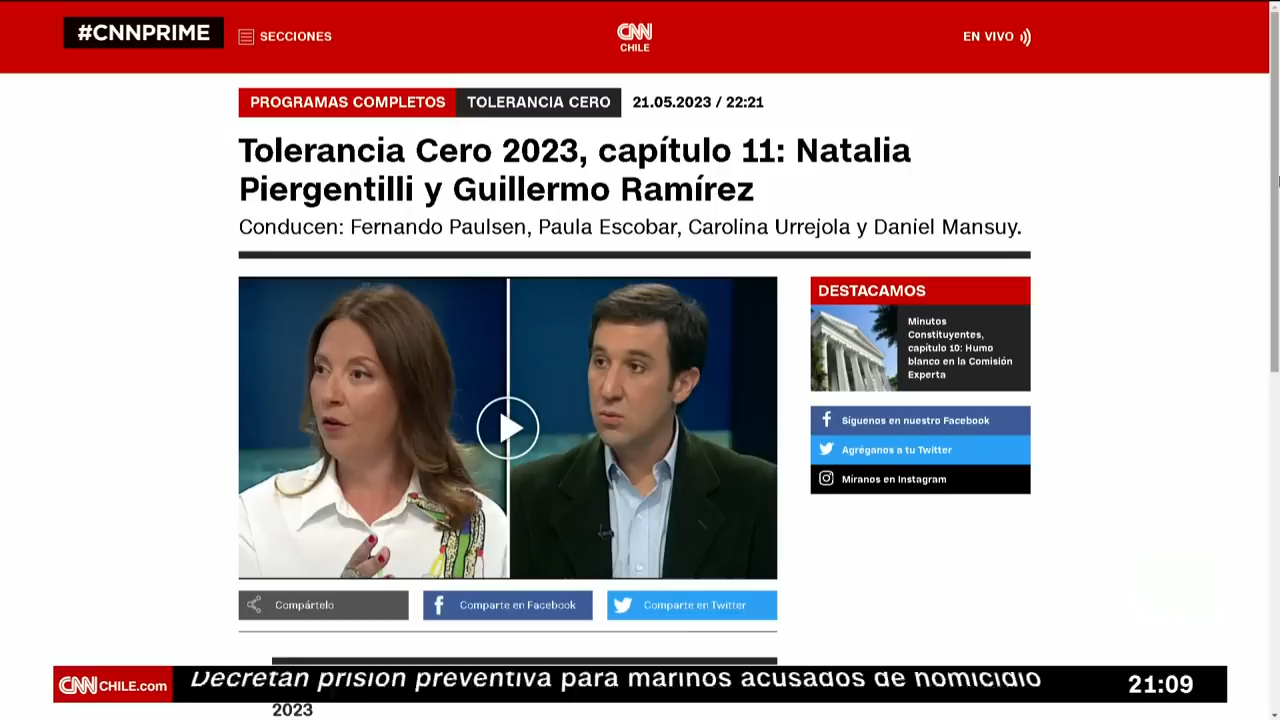 #CNNPRIME
SECCIONES
CNN
CHILE
EN VIVO
PROGRAMAS COMPLETOS
TOLERANCIA CERO
21.05.2023 / 22:21
Tolerancia Cero 2023, capítulo 11: Natalia
Piergentilli y Guillermo Ramírez
Conducen: Fernando Paulsen, Paula Escobar, Carolina Urrejola y Daniel Mansuy.
DESTACAMOS
Minutos
Constituyentes,
capítulo 10: Humo
blanco en la Comisión
Experta
Síguenos en nuestro Facebook
Agréganos a tu Twitter
Míranos en Instagram
Compártelo
Comparte en Facebook
Comparte en Twitter
CNNCHILE.com
Decretan prisión preventiva para marinos acusados de homicidio
21:09
2023